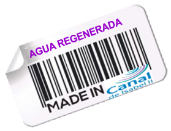 AGUA REGENERADA
MADE IN Canal
de Isabel II